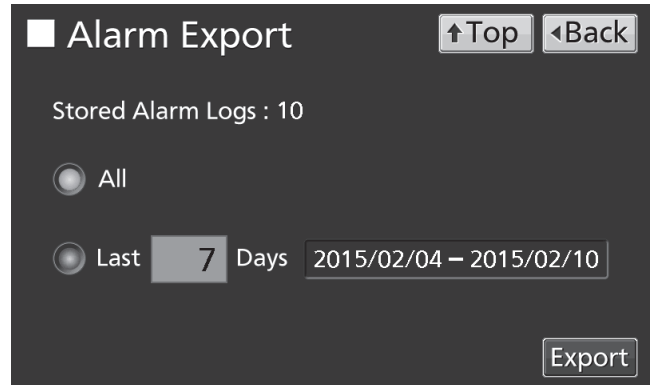 Alarm Export ↑Top ◂Back
Stored Alarm Logs : 10
All
Last 7 Days 2015/02/04 – 2015/02/10
Export